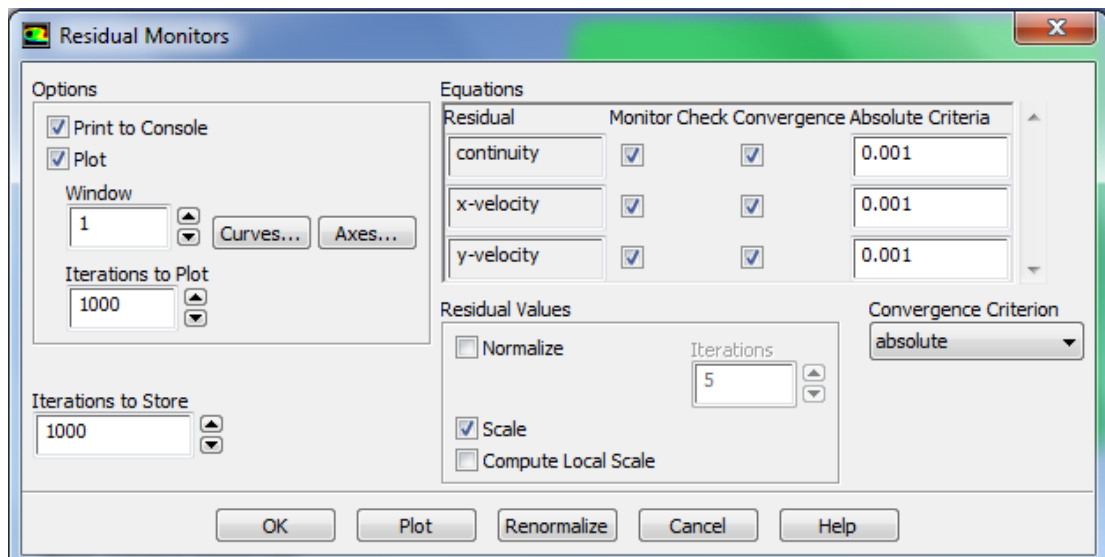 Residual Monitors
Options
Print to Console
Plot
Window
1
Curves... Axes...
Iterations to Plot
1000
Iterations to Store
1000
Equations
Residual Monitor Check Convergence Absolute Criteria
continuity 0.001
x-velocity 0.001
y-velocity 0.001
Residual Values
Normalize
Iterations
5
Scale
Compute Local Scale
Convergence Criterion
absolute
OK Plot Renormalize Cancel Help